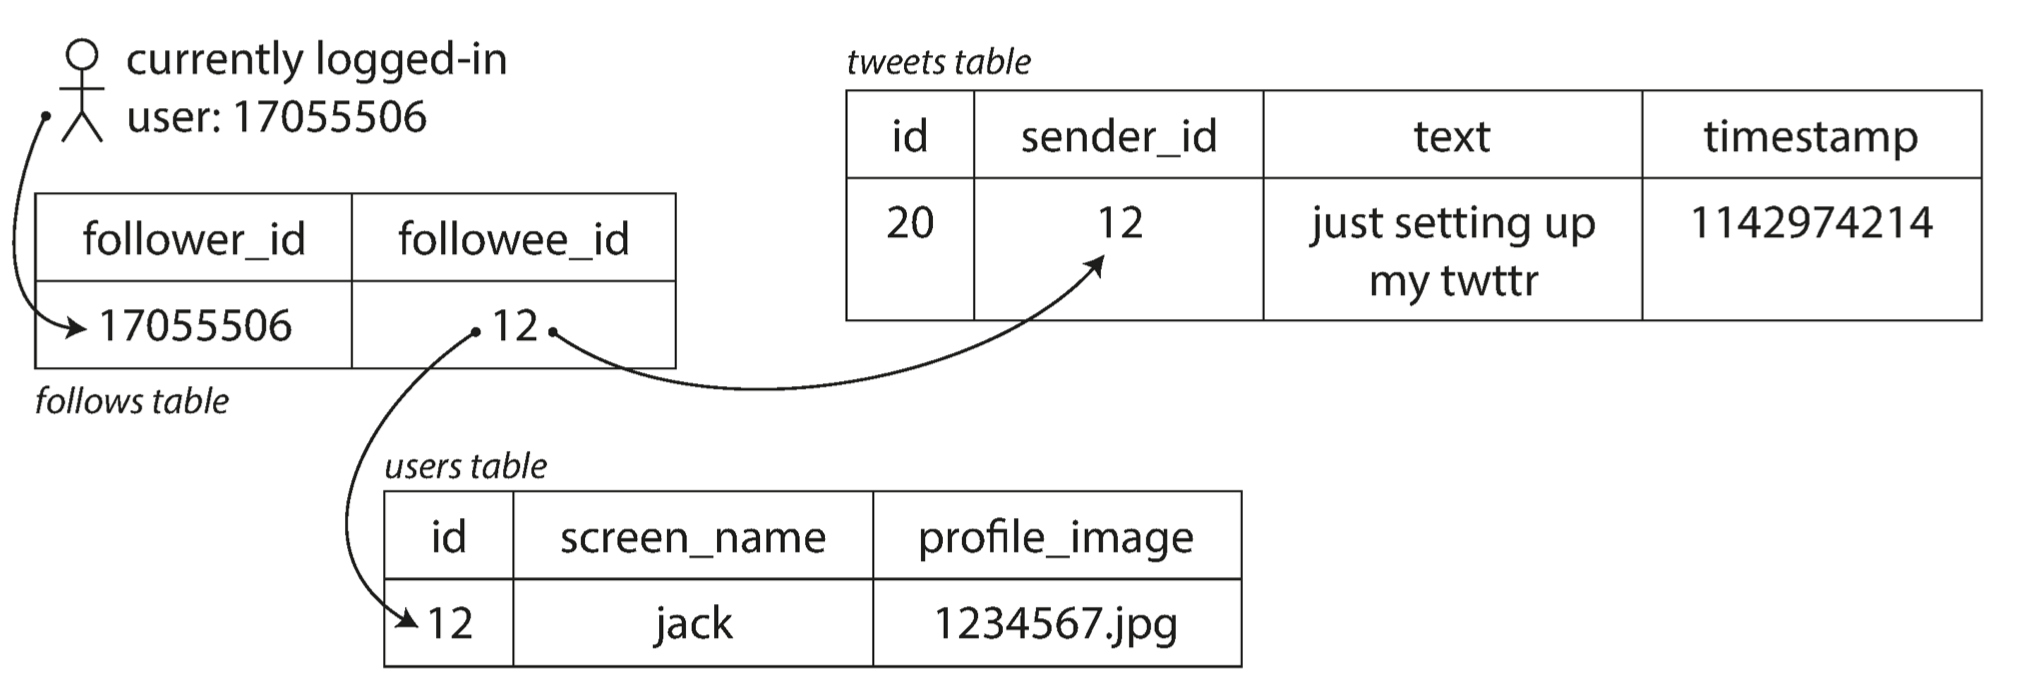 currently logged-in
user: 17055506
follower_id followee_id
17055506 12
follows table
tweets table
id sender_id text timestamp
20 12 just setting up 1142974214
my twttr
users table
id screen_name profile_image
12 jack 1234567.jpg